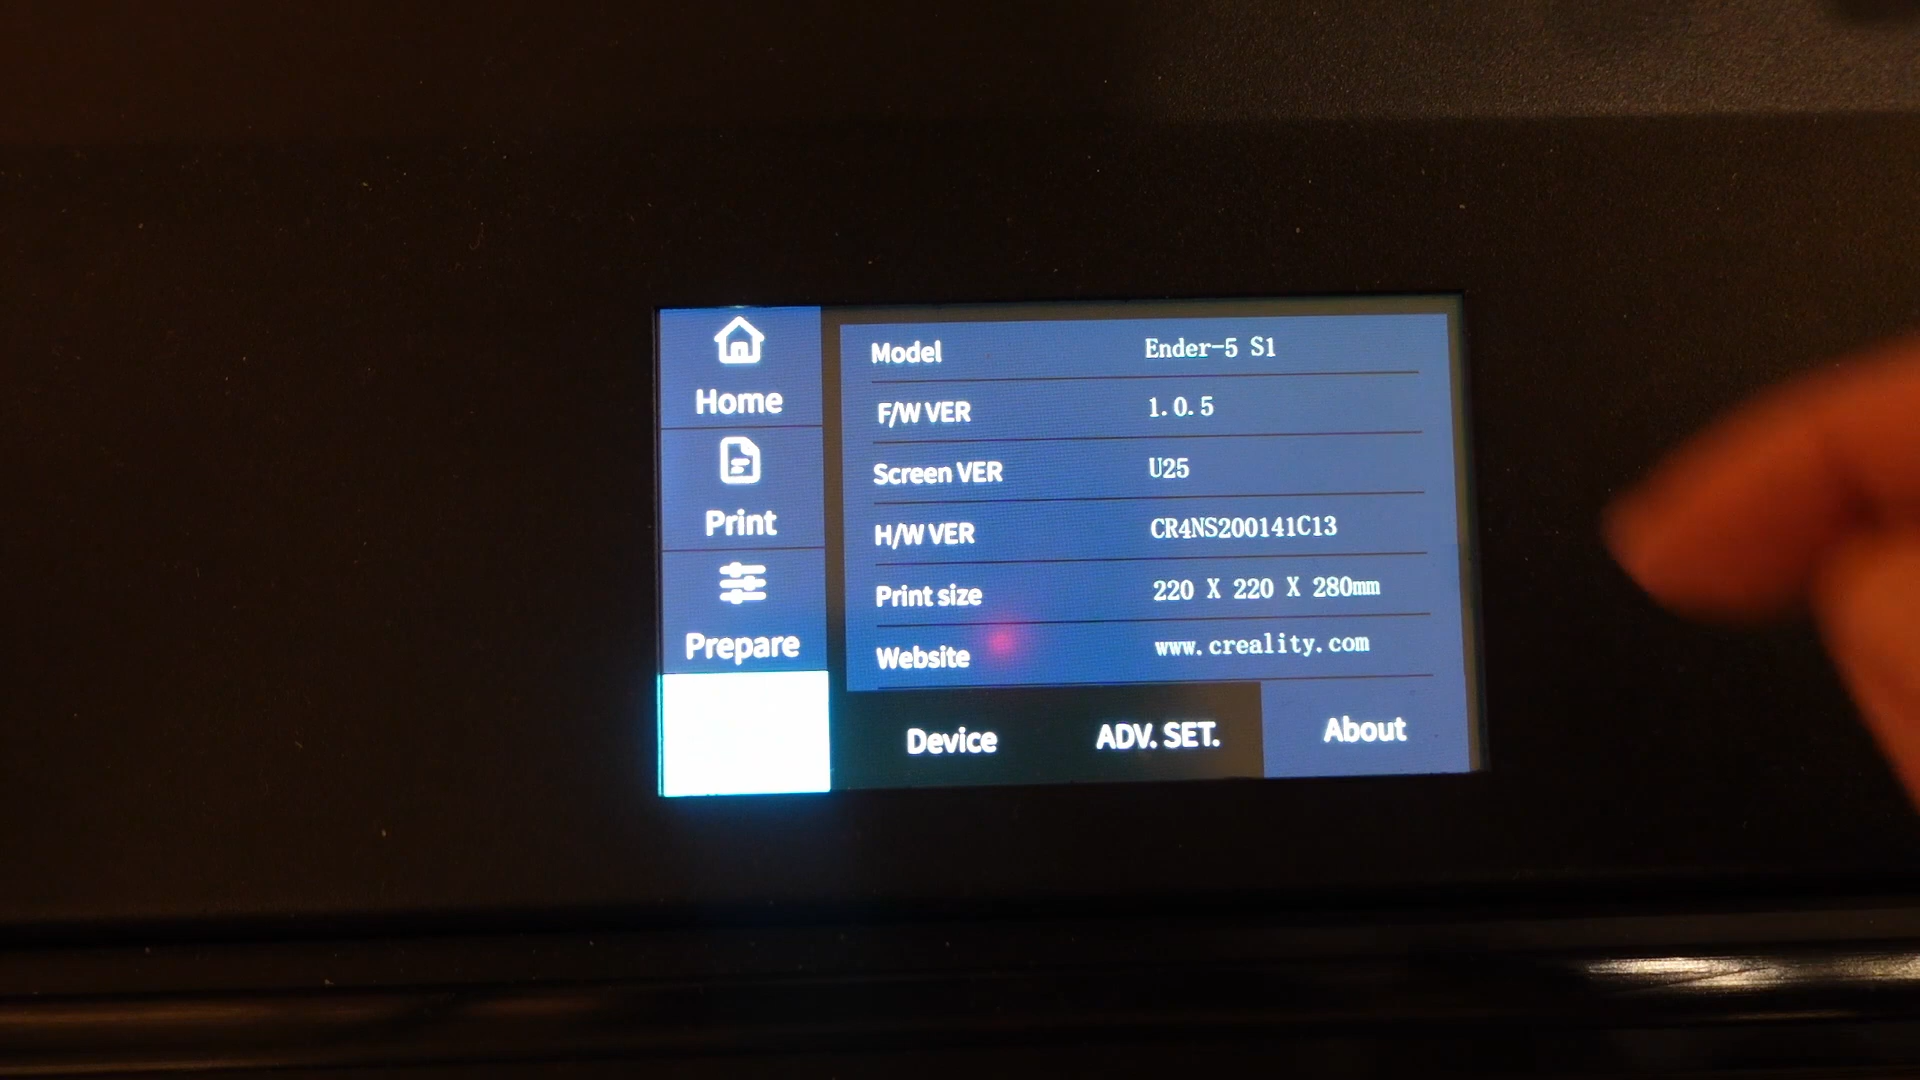 Home
Print
Prepare
Model Ender-5 S1
F/W VER 1.0.5
Screen VER U25
H/W VER CR4NS200141C13
Print size 220 X 220 X 280mm
Website www.creality.com
Device ADV. SET. About